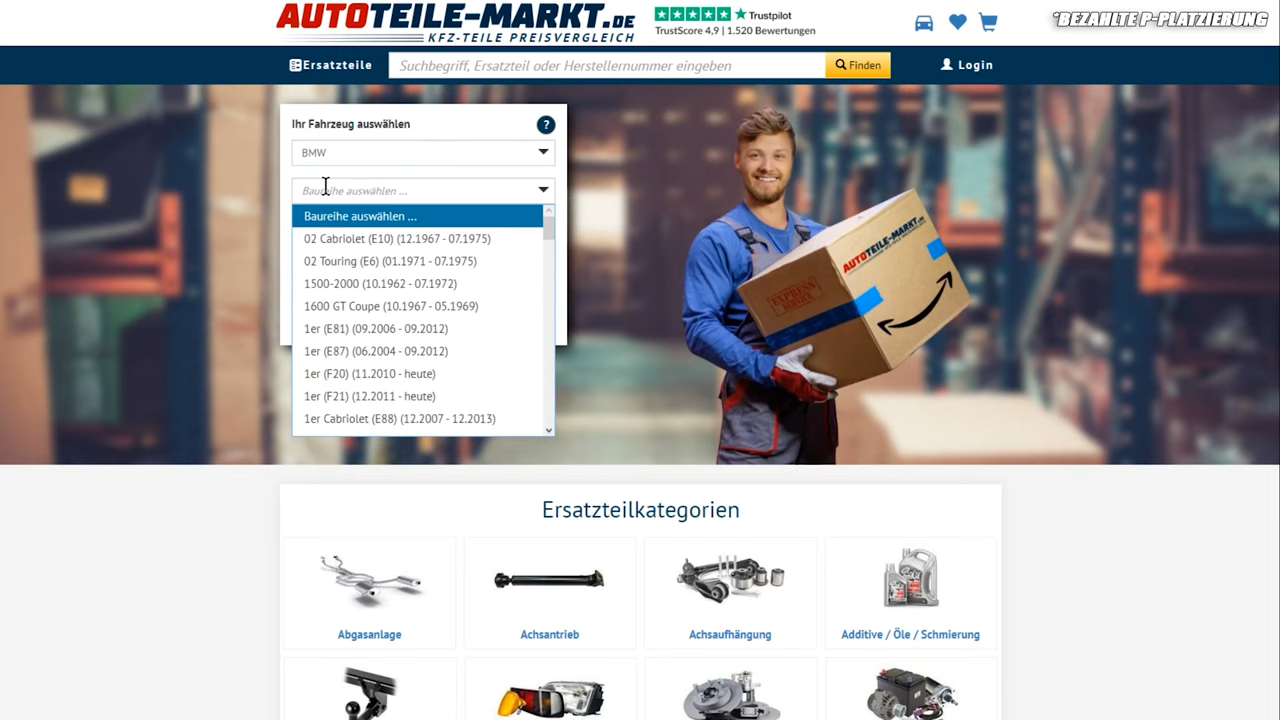 AUTOTEILE-MARKT.DE
KFZ-TEILE PREISVERGLEICH
Trustpilot
TrustScore 4,9 | 1.520 Bewertungen
*BEZAHLTE P-PLATZIERUNG
Ersatzteile
Suchbegriff, Ersatzteil oder Herstellernummer eingeben
Finden
Login
Ihr Fahrzeug auswählen
?
BMW
Baureihe auswählen ...
Baureihe auswählen ...
02 Cabriolet (E10) (12.1967 - 07.1975)
02 Touring (E6) (01.1971 - 07.1975)
1500-2000 (10.1962 - 07.1972)
1600 GT Coupe (10.1967 - 05.1969)
1er (E81) (09.2006 - 09.2012)
1er (E87) (06.2004 - 09.2012)
1er (F20) (11.2010 - heute)
1er (F21) (12.2011 - heute)
1er Cabriolet (E88) (12.2007 - 12.2013)
AUTOTEILE-MARKT.DE
EXPRESS
SERVICE
Ersatzteilkategorien
Abgasanlage
Achsantrieb
Achsaufhängung
Additive / Öle / Schmierung